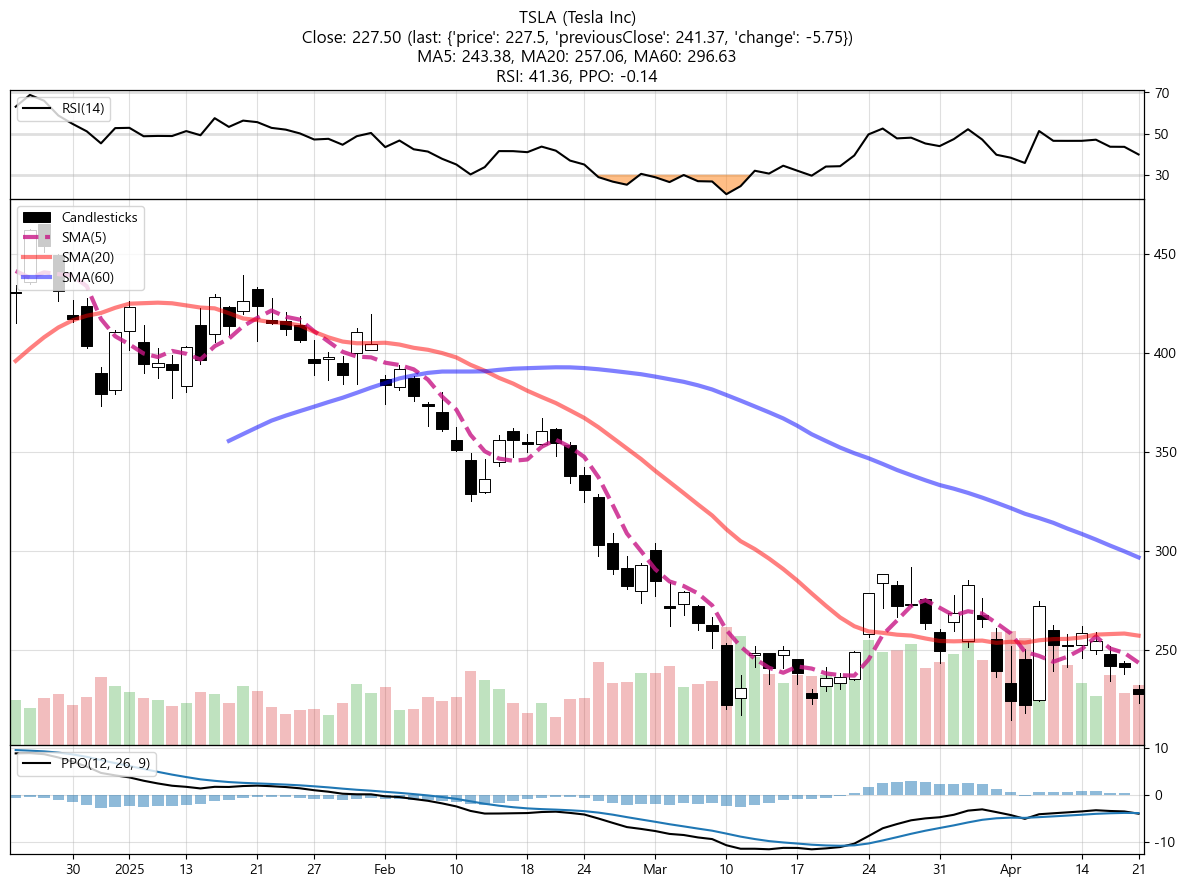 TSLA (Tesla Inc)
Close: 227.50 (last: {'price': 227.5, 'previousClose': 241.37, 'change': -5.75})
MA5: 243.38, MA20: 257.06, MA60: 296.63
RSI: 41.36, PPO: -0.14
RSI(14)
70
50
30
Candlesticks
SMA(5)
SMA(20)
SMA(60)
450
400
350
300
250
PPO(12, 26, 9)
10
0
-10
30 2025 13 21 27 Feb 10 18 24 Mar 10 17 24 31 Apr 14 21